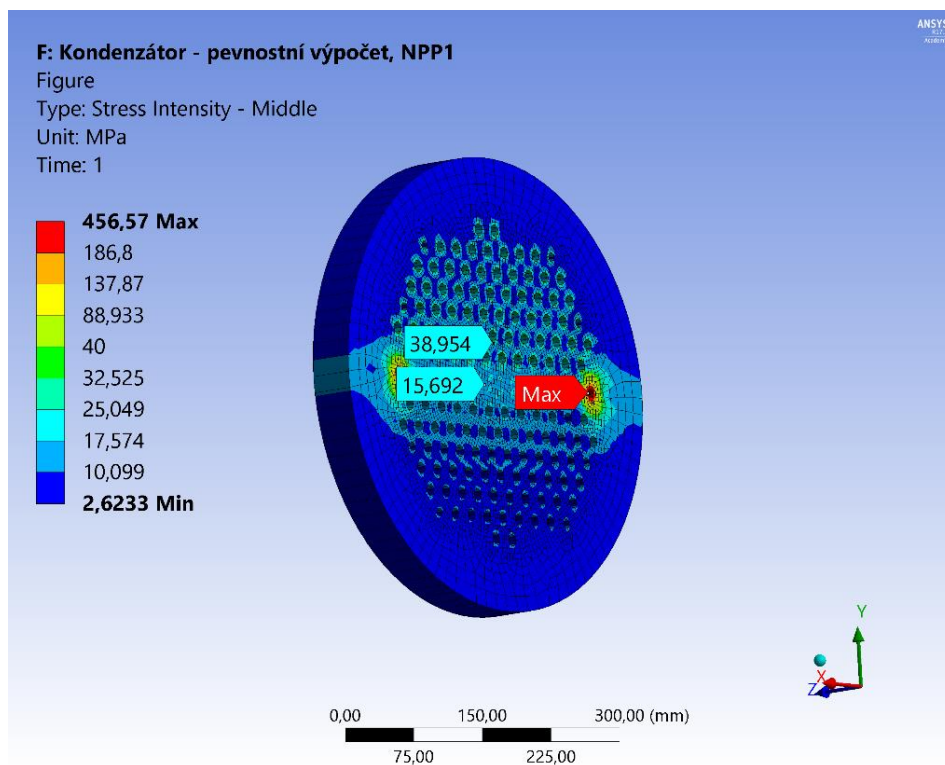 ANSYS
F: Kondenzátor - pevnostní výpočet, NPP1
Figure
Type: Stress Intensity - Middle
Unit: MPa
Time: 1
456,57 Max
186,8
137,87
88,933
40
32,525
25,049
17,574
10,099
2,6233 Min
38,954
15,692
Max
Y
X
Z
0,00
150,00
300,00 (mm)
75,00
225,00